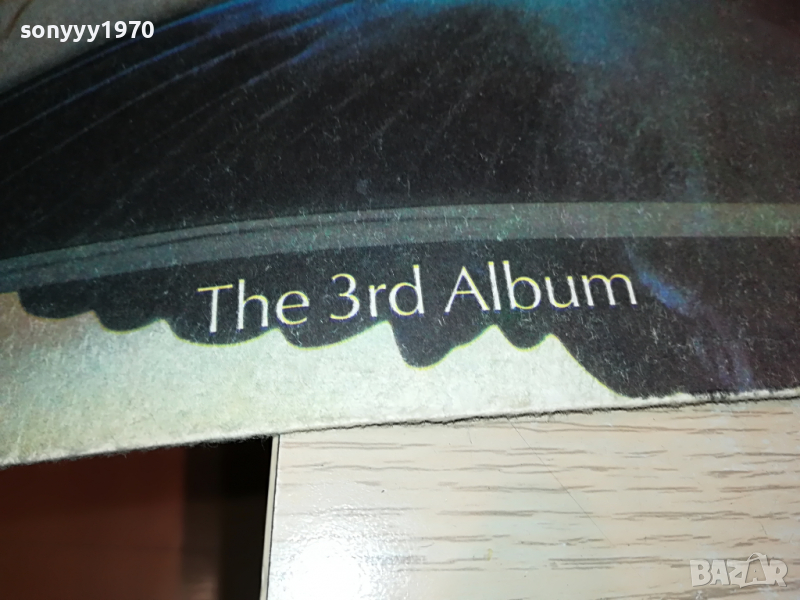 sonyyy1970
The 3rd Album
BAZAR